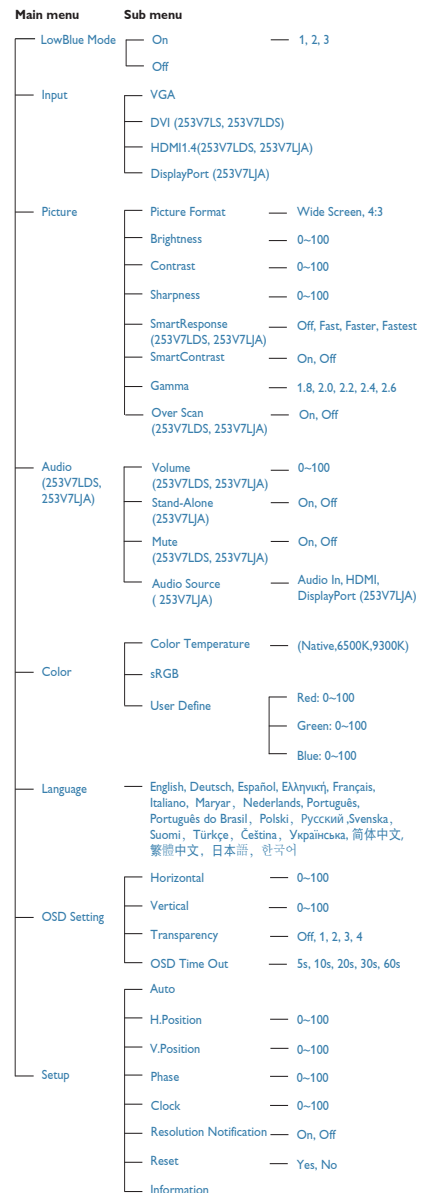 Main menu Sub menu
LowBlue Mode On 1, 2, 3
Off
Input VGA
DVI (253V7LS, 253V7LDS)
HDMI1.4(253V7LDS, 253V7LJA)
DisplayPort (253V7LJA)
Picture Picture Format Wide Screen, 4:3
Brightness 0~100
Contrast 0~100
Sharpness 0~100
SmartResponse Off, Fast, Faster, Fastest
(253V7LDS, 253V7LJA)
SmartContrast On, Off
Gamma 1.8, 2.0, 2.2, 2.4, 2.6
Over Scan On, Off
(253V7LDS, 253V7LJA)
Audio Volume 0~100
(253V7LDS, (253V7LDS, 253V7LJA)
253V7LJA) Stand-Alone On, Off
(253V7LJA)
Mute On, Off
(253V7LDS, 253V7LJA)
Audio Source Audio In, HDMI,
( 253V7LJA) DisplayPort (253V7LJA)
Color Temperature (Native,6500K,9300K)
Color sRGB
User Define Red: 0~100
Green: 0~100
Blue: 0~100
Language English, Deutsch, Español, Ελληνική, Français,
Italiano, Maryar, Nederlands, Português,
Português do Brasil, Polski, Русский ,Svenska,
Suomi, Türkçe, Čeština, Українська, 简体中文,
繁體中文, 日本語, 한국어
Horizontal 0~100
Vertical 0~100
OSD Setting
Transparency Off, 1, 2, 3, 4
OSD Time Out 5s, 10s, 20s, 30s, 60s
Auto
H.Position 0~100
V.Position 0~100
Setup Phase 0~100
Clock 0~100
Resolution Notification On, Off
Reset Yes, No
Information